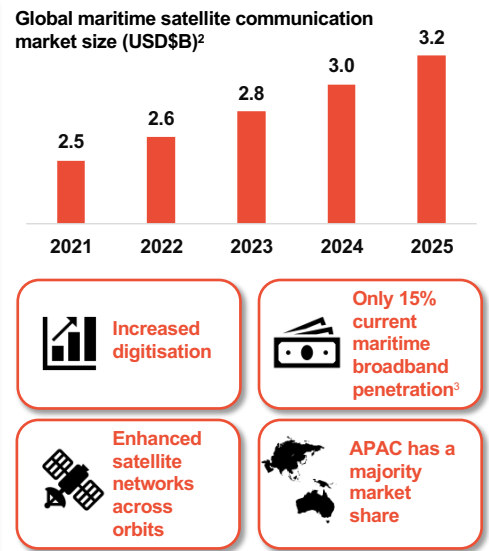 Global maritime satellite communication
market size (USD$B)²
3.2
3.0
2.8
2.6
2.5
2021 2022 2023 2024 2025
Increased
digitisation
Only 15%
current
maritime
broadband
penetration³
Enhanced
satellite
networks
across
orbits
APAC has a
majority
market
share